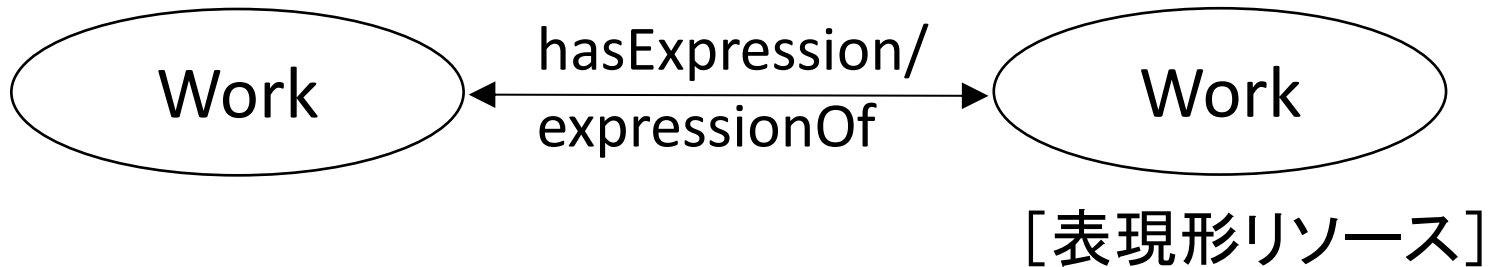 Work
hasExpression/
expressionOf
Work
［表現形リソース］